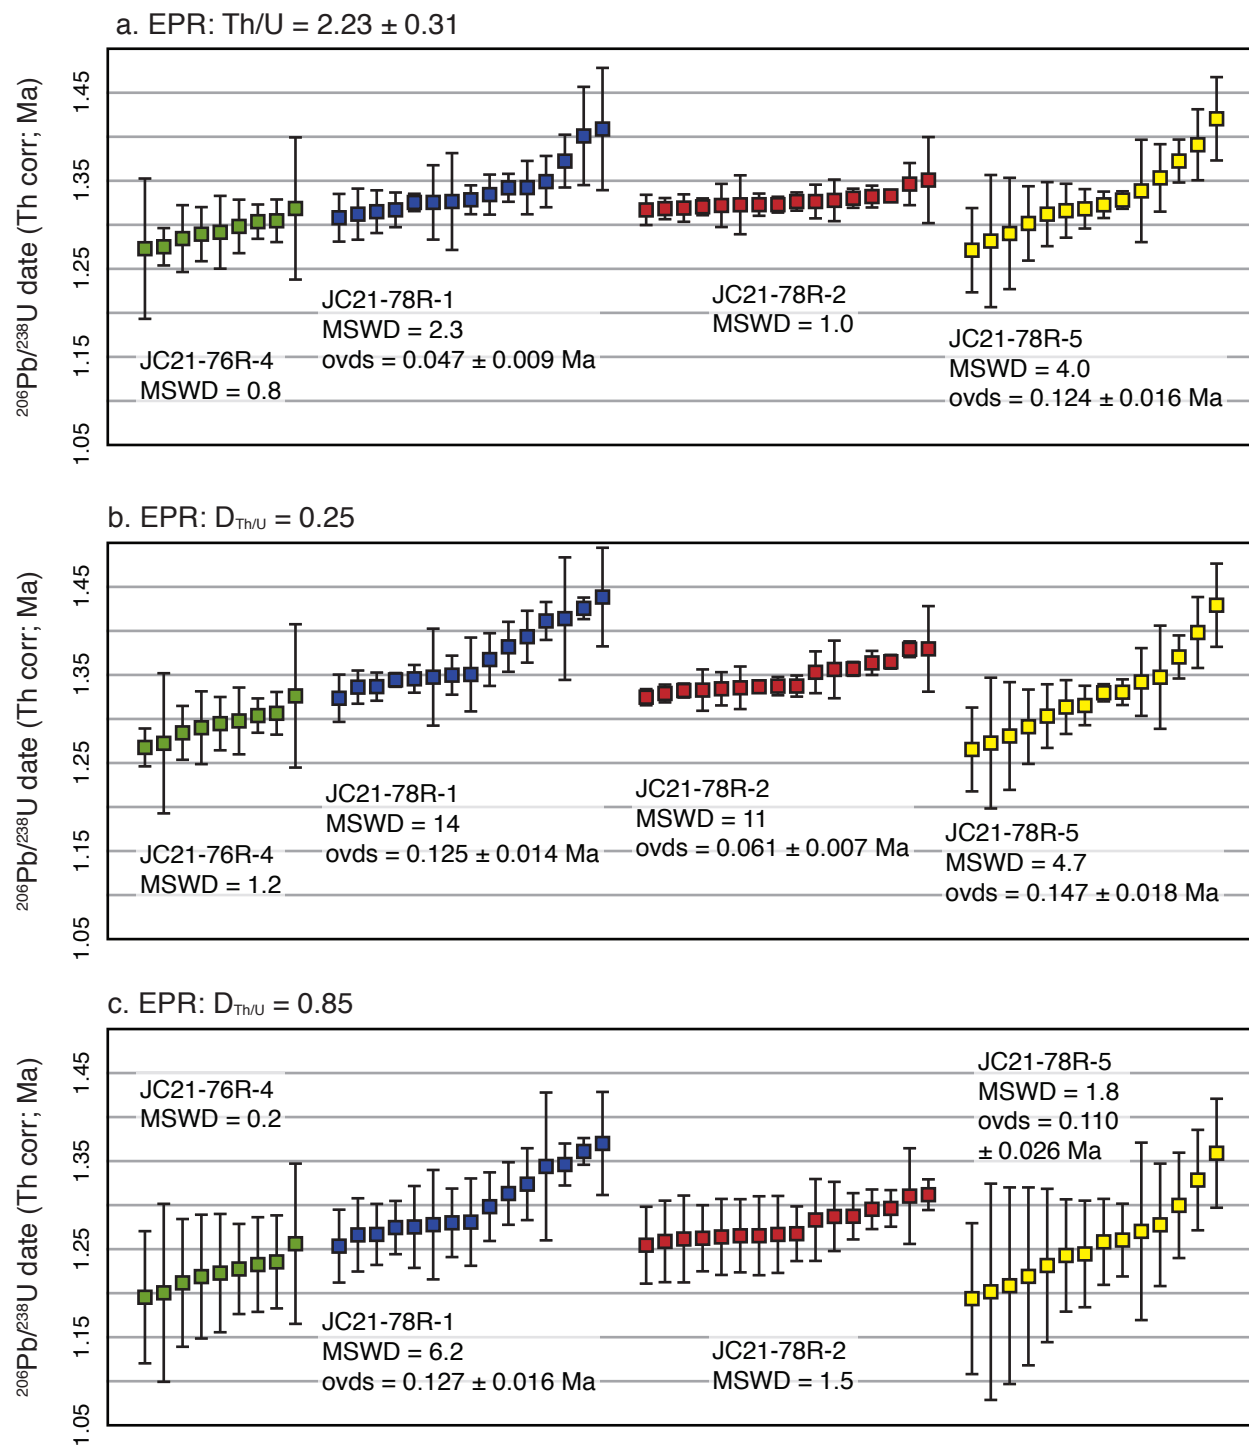 a. EPR: Th/U = 2.23 ± 0.31
²⁰⁶Pb/²³⁸U date (Th corr; Ma)
1.45
1.35
1.25
1.15
1.05
JC21-76R-4
MSWD = 0.8
JC21-78R-1
MSWD = 2.3
ovds = 0.047 ± 0.009 Ma
JC21-78R-2
MSWD = 1.0
JC21-78R-5
MSWD = 4.0
ovds = 0.124 ± 0.016 Ma
b. EPR: D_Th/U = 0.25
²⁰⁶Pb/²³⁸U date (Th corr; Ma)
1.45
1.35
1.25
1.15
1.05
JC21-76R-4
MSWD = 1.2
JC21-78R-1
MSWD = 14
ovds = 0.125 ± 0.014 Ma
JC21-78R-2
MSWD = 11
ovds = 0.061 ± 0.007 Ma
JC21-78R-5
MSWD = 4.7
ovds = 0.147 ± 0.018 Ma
c. EPR: D_Th/U = 0.85
²⁰⁶Pb/²³⁸U date (Th corr; Ma)
1.45
1.35
1.25
1.15
1.05
JC21-76R-4
MSWD = 0.2
JC21-78R-1
MSWD = 6.2
ovds = 0.127 ± 0.016 Ma
JC21-78R-2
MSWD = 1.5
JC21-78R-5
MSWD = 1.8
ovds = 0.110
± 0.026 Ma